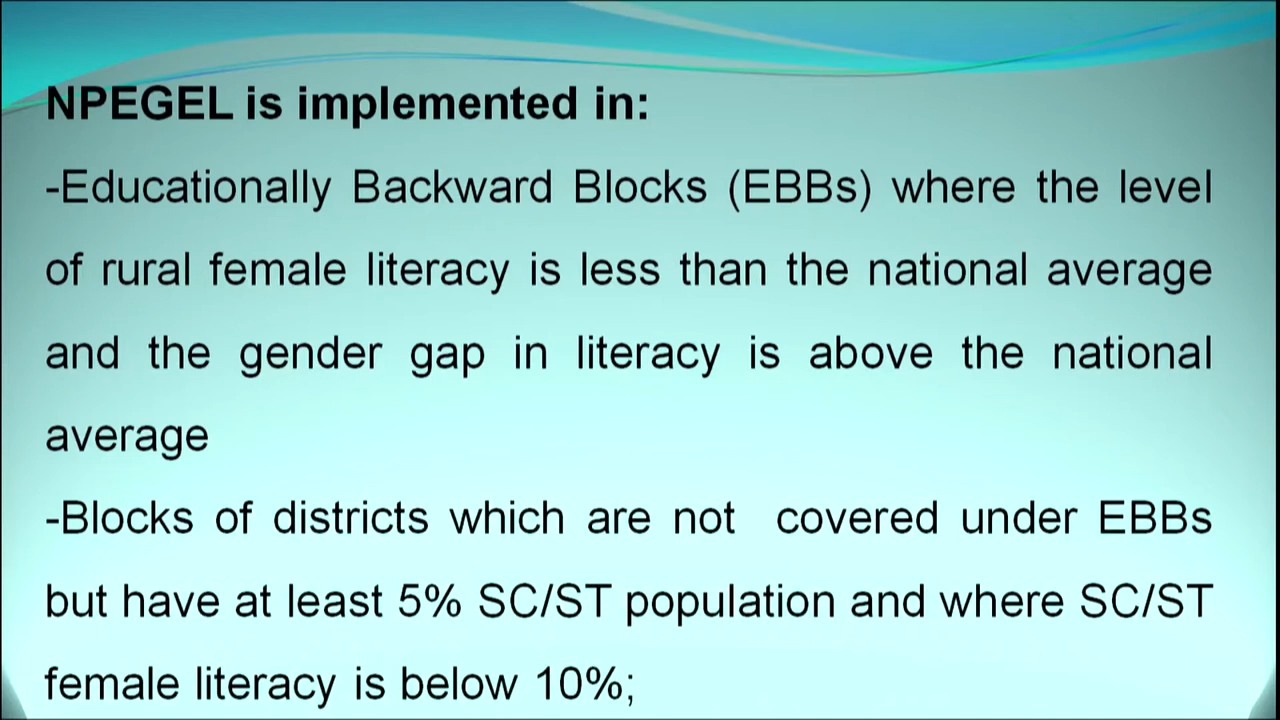 NPEGEL is implemented in:
-Educationally Backward Blocks (EBBs) where the level
of rural female literacy is less than the national average
and the gender gap in literacy is above the national
average
-Blocks of districts which are not covered under EBBs
but have at least 5% SC/ST population and where SC/ST
female literacy is below 10%;